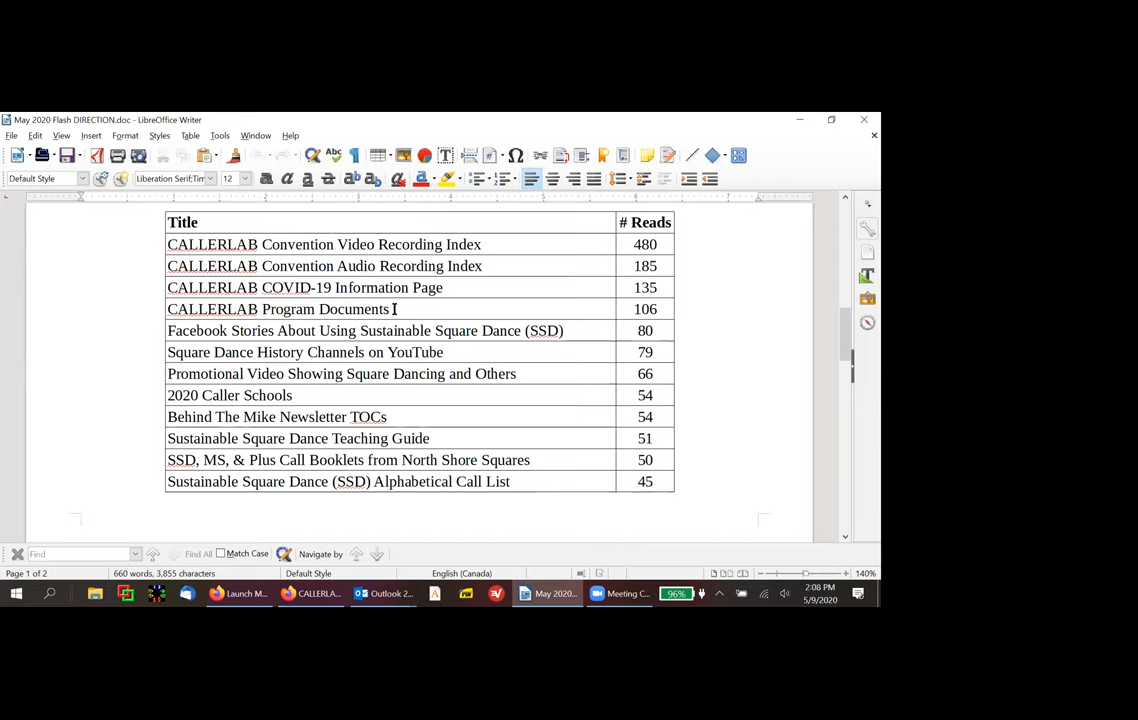 May 2020 Flash DIRECTION.doc - LibreOffice Writer
File Edit View Insert Format Styles Table Tools Window Help
Default Style Liberation Serif;Tim 12
Title # Reads
CALLERLAB Convention Video Recording Index 480
CALLERLAB Convention Audio Recording Index 185
CALLERLAB COVID-19 Information Page 135
CALLERLAB Program Documents 106
Facebook Stories About Using Sustainable Square Dance (SSD) 80
Square Dance History Channels on YouTube 79
Promotional Video Showing Square Dancing and Others 66
2020 Caller Schools 54
Behind The Mike Newsletter TOCs 54
Sustainable Square Dance Teaching Guide 51
SSD, MS, & Plus Call Booklets from North Shore Squares 50
Sustainable Square Dance (SSD) Alphabetical Call List 45
Find Find All Match Case Navigate by
Page 1 of 2 660 words, 3,855 characters Default Style English (Canada) 140%
Launch M... CALLERLA... Outlook 2... May 2020... Meeting C... 96% 2:08 PM
5/9/2020